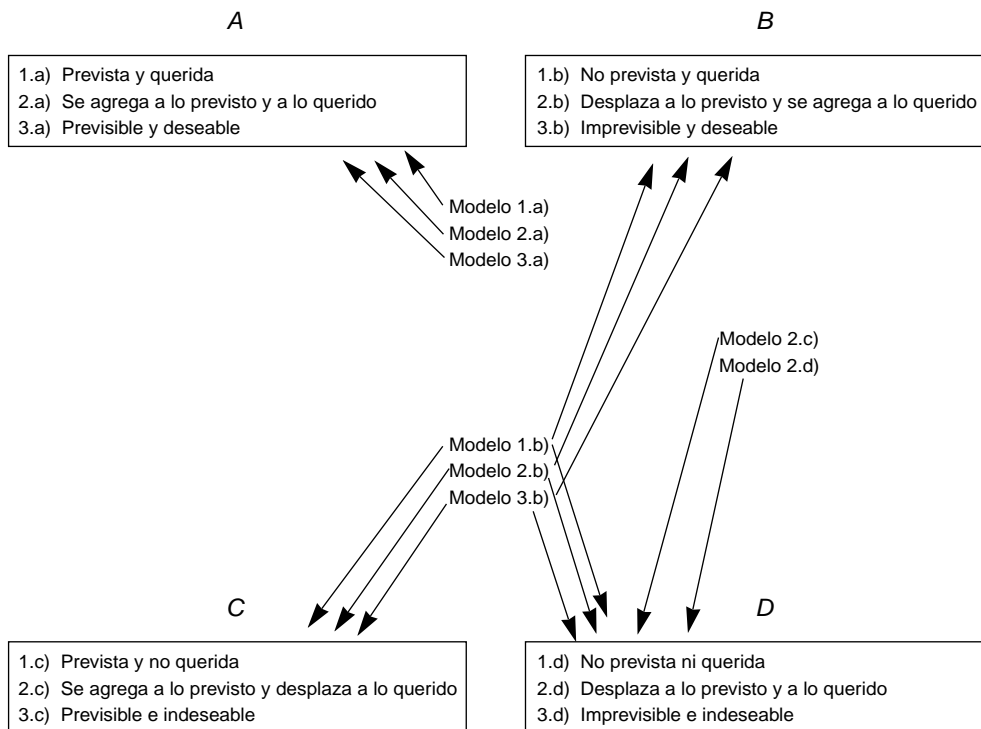 A
B
1.a) Prevista y querida
2.a) Se agrega a lo previsto y a lo querido
3.a) Previsible y deseable
1.b) No prevista y querida
2.b) Desplaza a lo previsto y se agrega a lo querido
3.b) Imprevisible y deseable
Modelo 1.a)
Modelo 2.a)
Modelo 3.a)
Modelo 2.c)
Modelo 2.d)
Modelo 1.b)
Modelo 2.b)
Modelo 3.b)
C
D
1.c) Prevista y no querida
2.c) Se agrega a lo previsto y desplaza a lo querido
3.c) Previsible e indeseable
1.d) No prevista ni querida
2.d) Desplaza a lo previsto y a lo querido
3.d) Imprevisible e indeseable